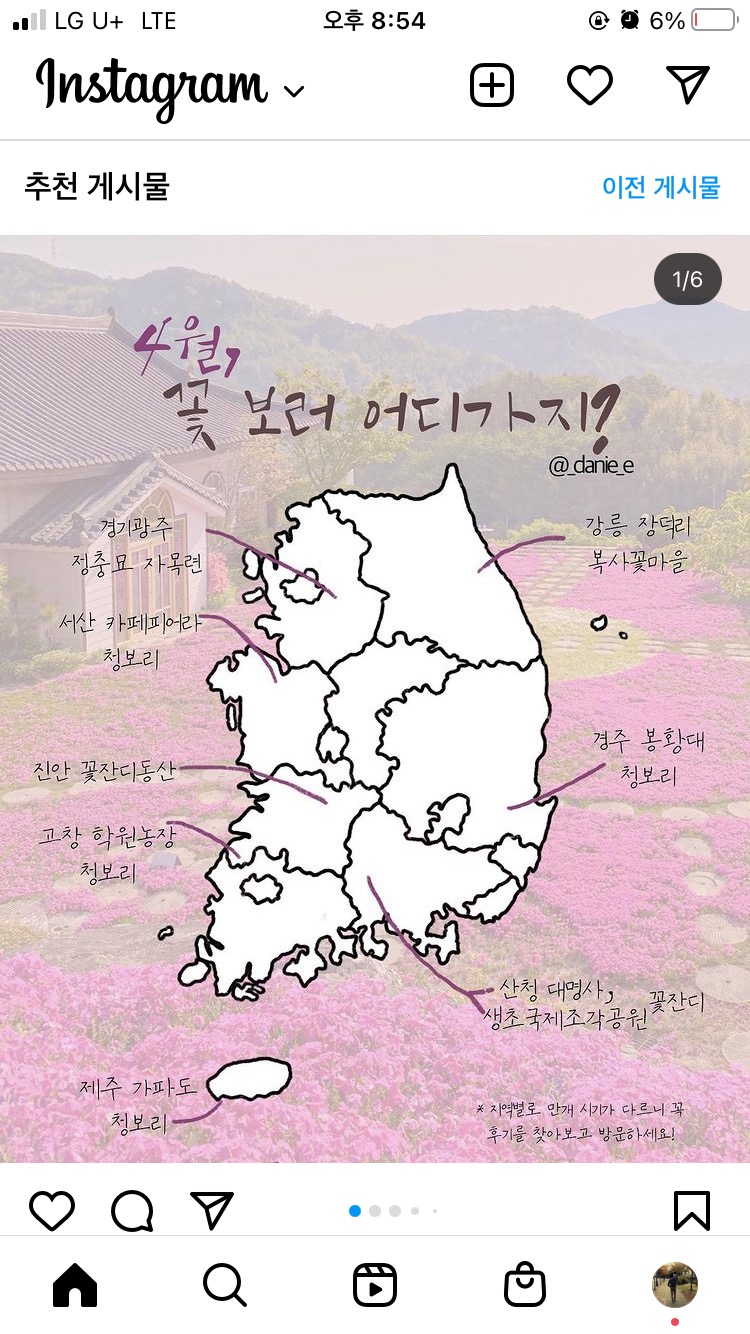 LG U+ LTE 오후 8:54 6%
Instagram
추천 게시물 이전 게시물
1/6
4월,
꽃 보러 어디가지?
@_danie_e
경기광주
정충묘 자목련
강릉 장덕리
복사꽃마을
서산 카페피어라
청보리
경주 봉황대
청보리
진안 꽃잔디동산
고창 학원농장
청보리
산청 대명사,
생초국제조각공원 꽃잔디
제주 가파도
청보리
* 지역별로 만개 시기가 다르니 꼭
후기를 찾아보고 방문하세요!